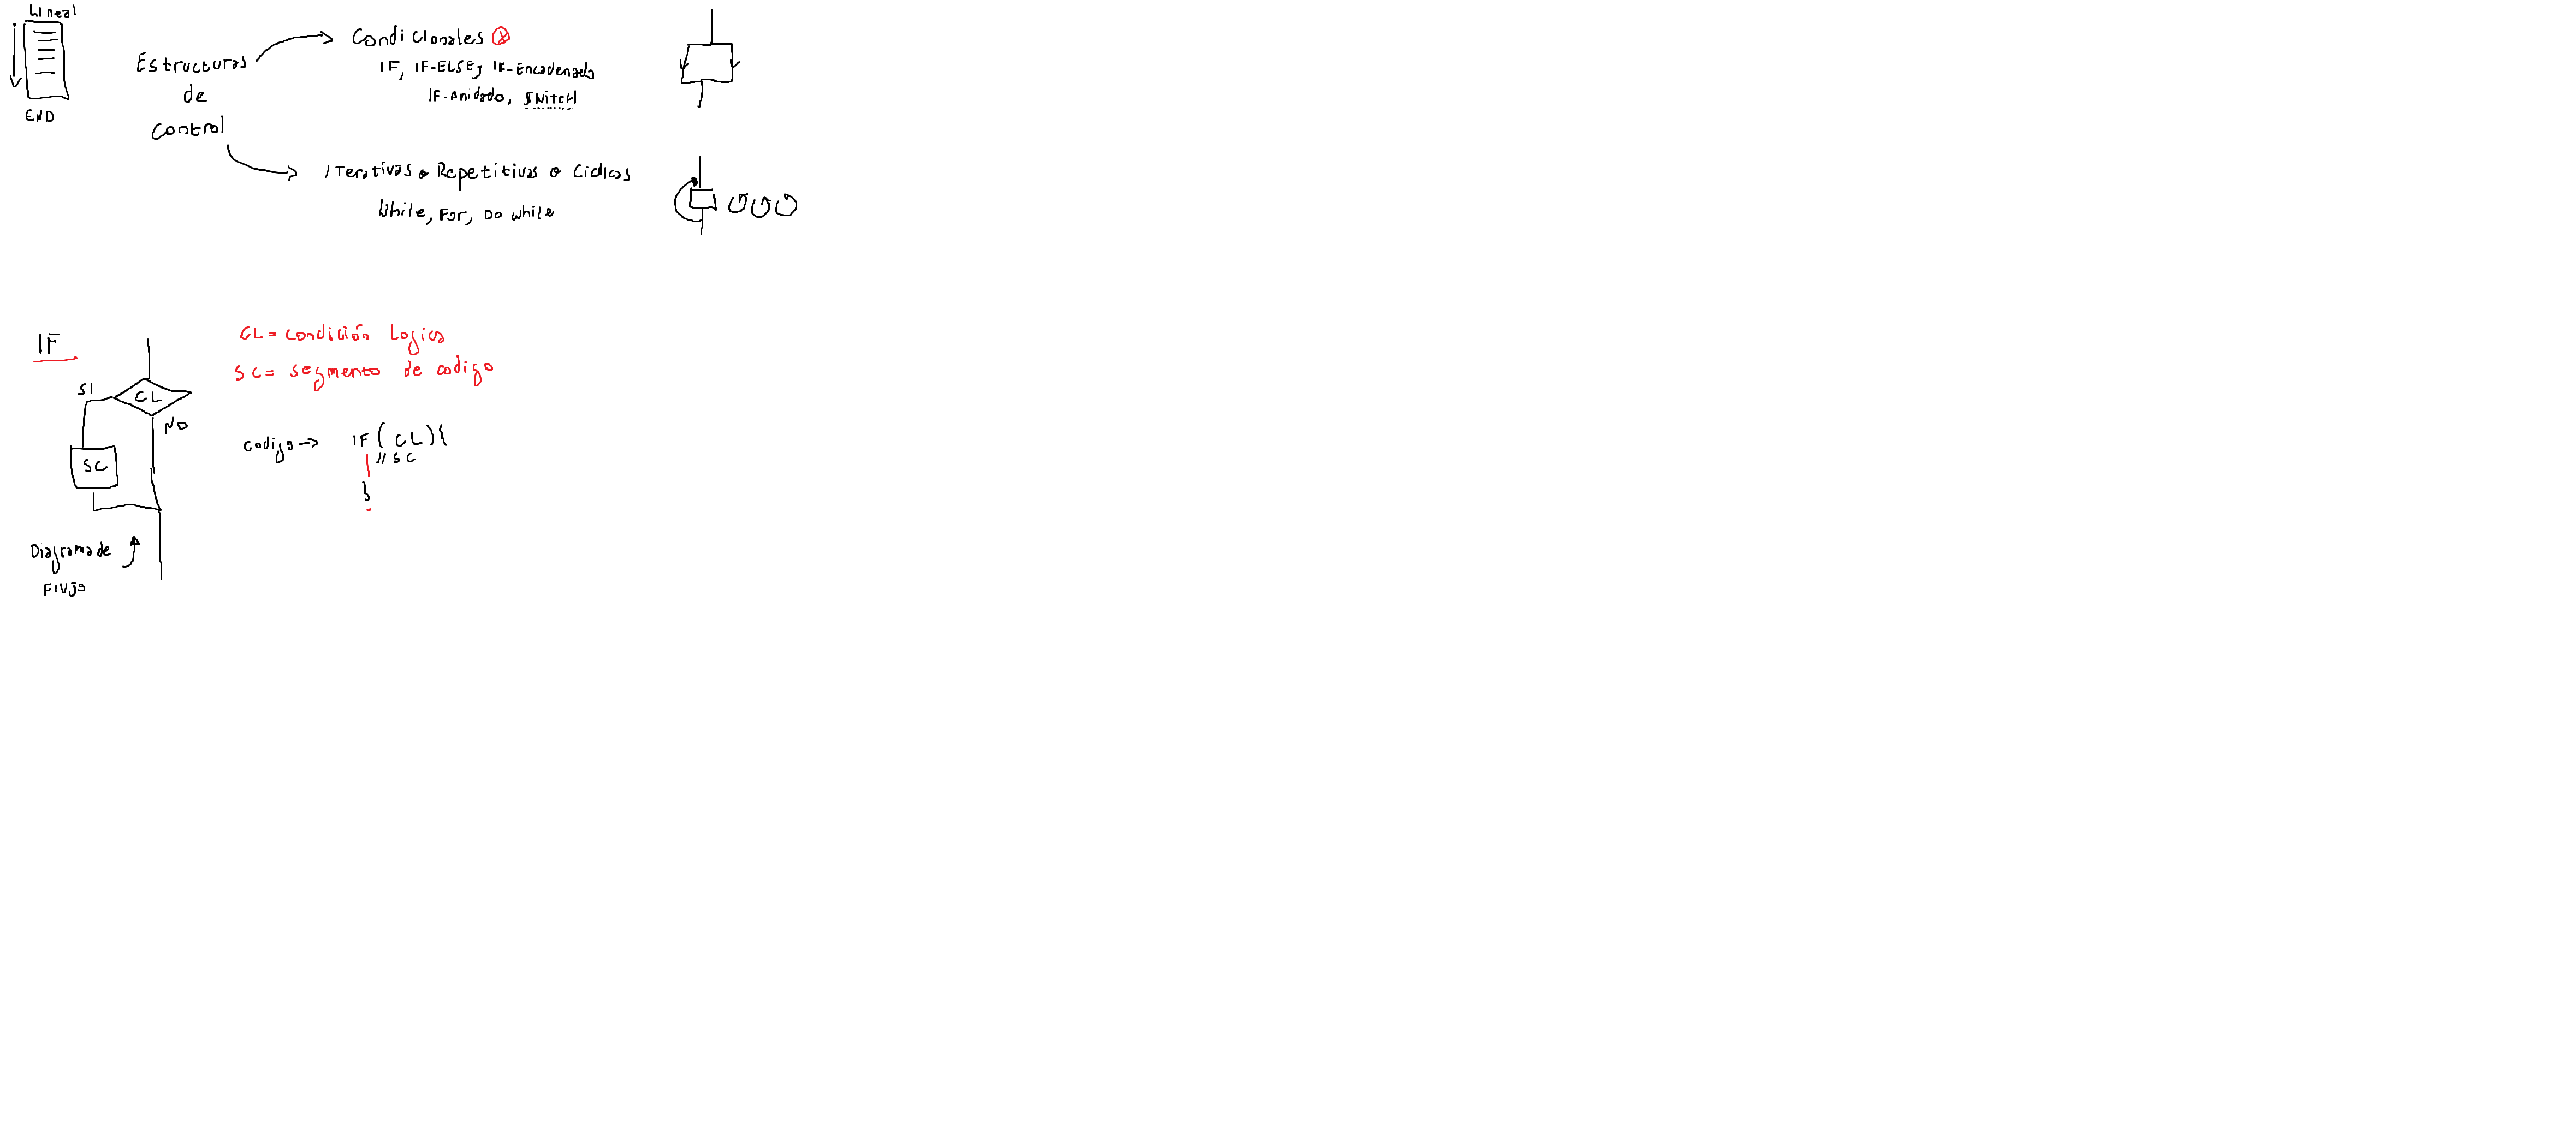 Lineal
END
Estructuras
de
Control
Condicionales
IF, IF-ELSE, IF-Encadenado
IF-anidado, SWITCH
Iterativas o Repetitivas o Ciclicas
While, For, Do while
IF
CL = Condición Logica
SC = segmento de codigo
SI
CL
NO
SC
codigo → IF ( CL ) {
// SC
}
Diagrama de
Flujo